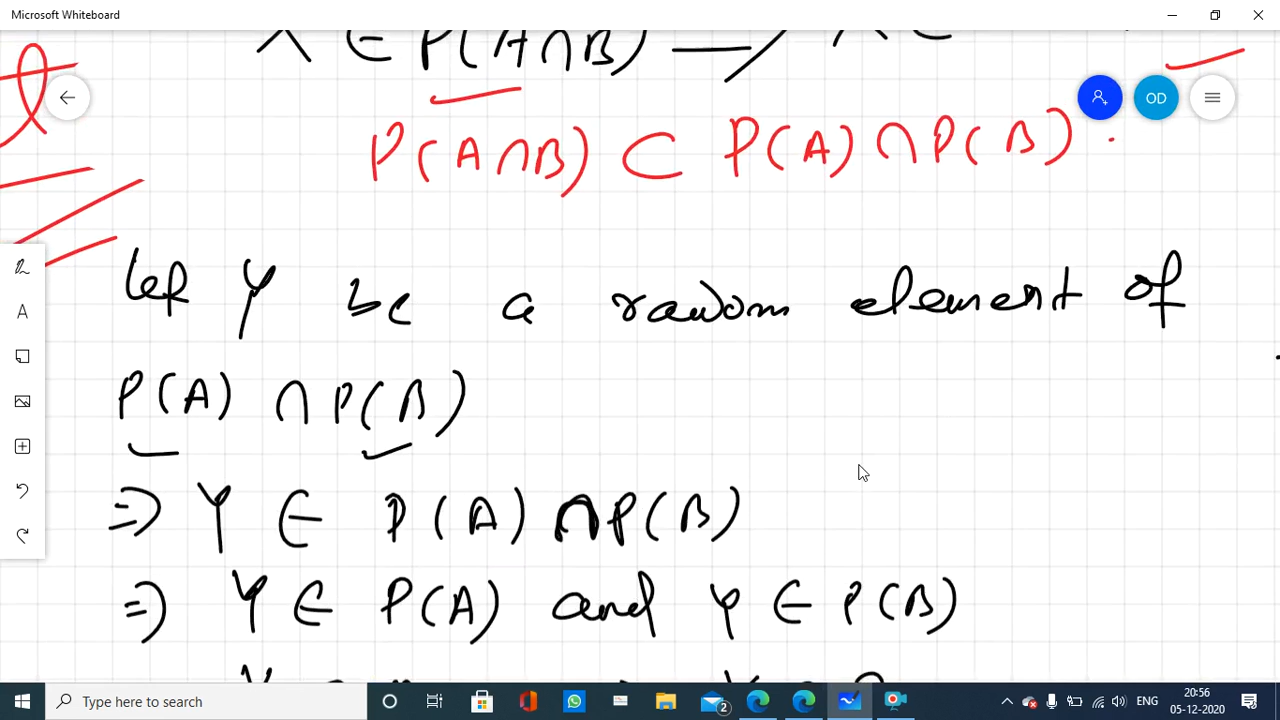 Microsoft Whiteboard
X ∈ P(A∩B) → X ∈
P(A∩B) ⊂ P(A)∩P(B).
OD
Let Y be a random element of
P(A) ∩ P(B)
⇒ Y ∈ P(A) ∩ P(B)
⇒ Y ∈ P(A) and Y ∈ P(B)
Type here to search
2
ENG
20:56
05-12-2020